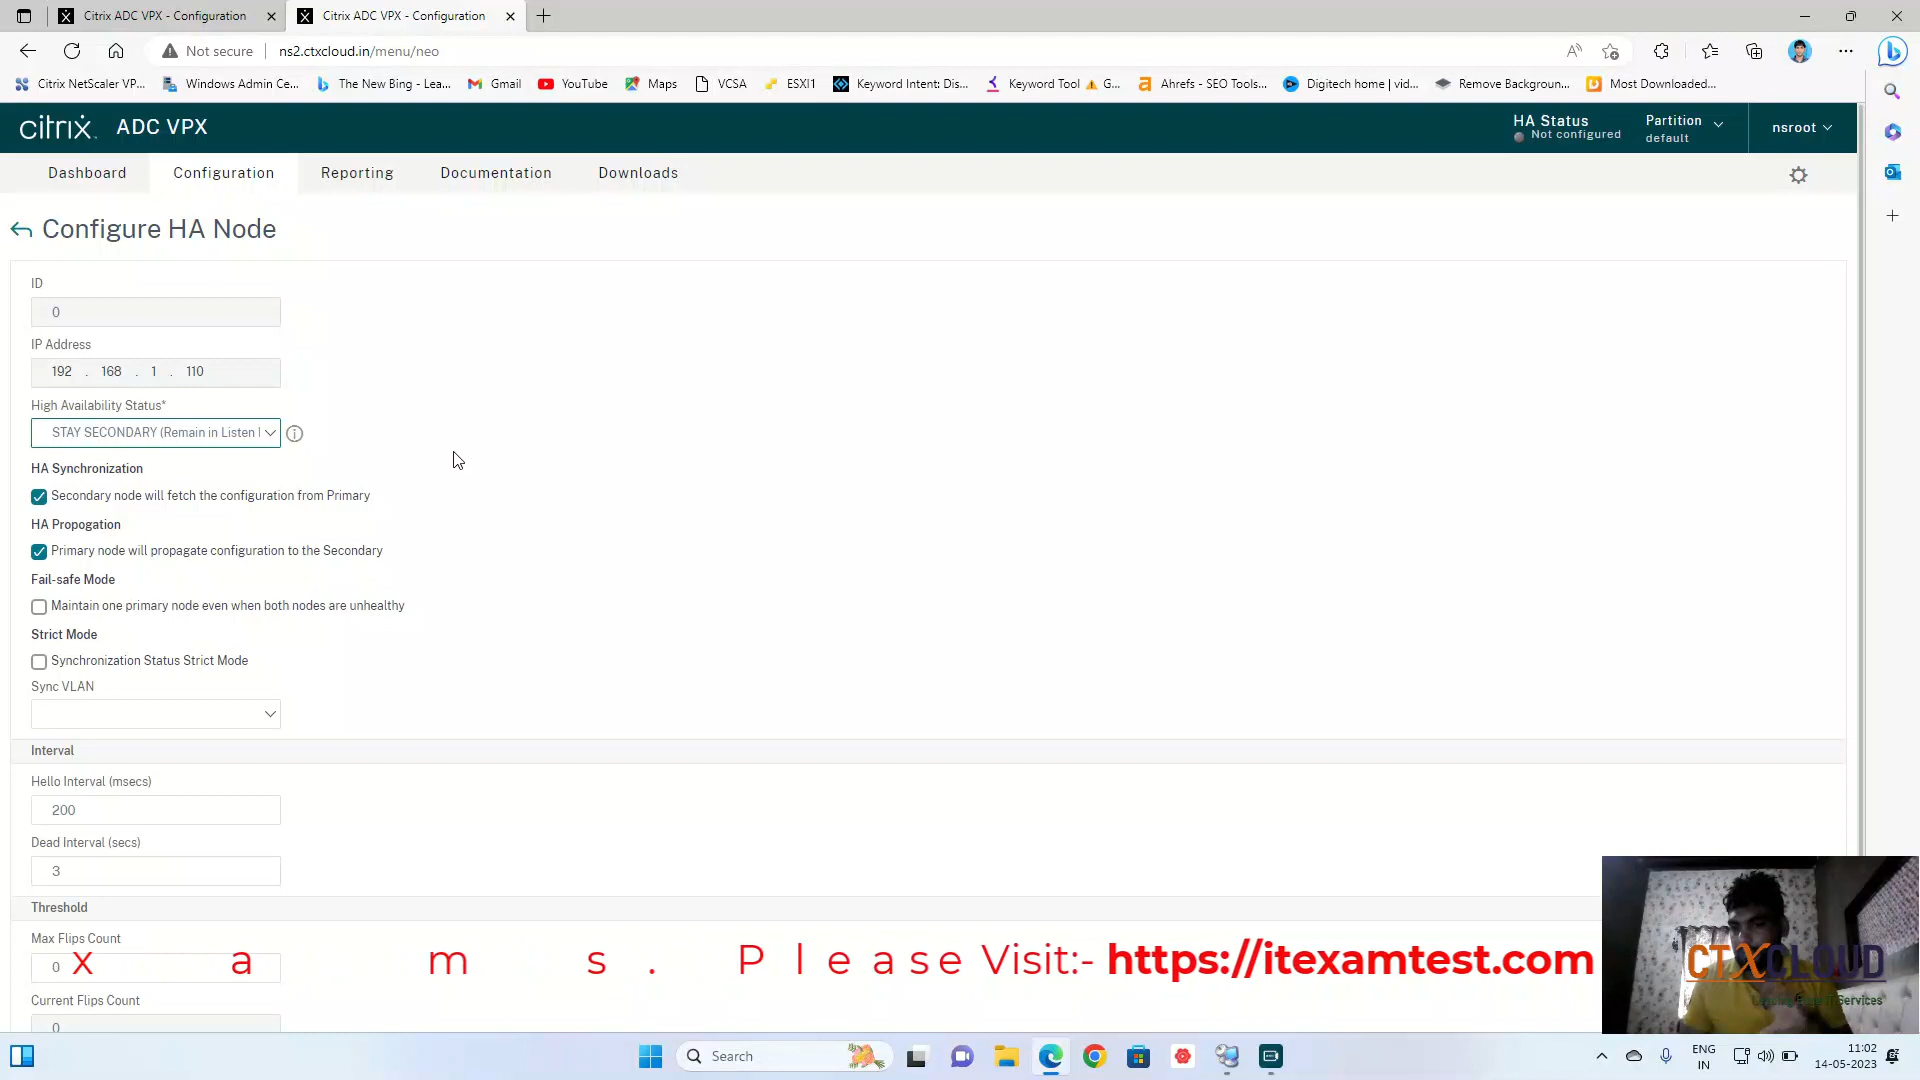 Citrix ADC VPX - Configuration
Citrix ADC VPX - Configuration
Not secure
ns2.ctxcloud.in/menu/neo
Citrix NetScaler VP...
Windows Admin Ce...
The New Bing - Lea...
Gmail
YouTube
Maps
VCSA
ESXI1
Keyword Intent: Dis...
Keyword Tool
G...
Ahrefs - SEO Tools...
Digitech home | vid...
Remove Backgroun...
Most Downloaded...
citrix. ADC VPX
HA Status
Not configured
Partition
default
nsroot
Dashboard
Configuration
Reporting
Documentation
Downloads
Configure HA Node
ID
0
IP Address
192 . 168 . 1 . 110
High Availability Status*
STAY SECONDARY (Remain in Listen
HA Synchronization
Secondary node will fetch the configuration from Primary
HA Propogation
Primary node will propagate configuration to the Secondary
Fail-safe Mode
Maintain one primary node even when both nodes are unhealthy
Strict Mode
Synchronization Status Strict Mode
Sync VLAN
Interval
Hello Interval (msecs)
200
Dead Interval (secs)
3
Threshold
Max Flips Count
0
x a m s . P l e a s e Visit:- https://itexamtest.com
Current Flips Count
0
CTXCLOUD
Search
ENG
IN
11:02
14-05-2023